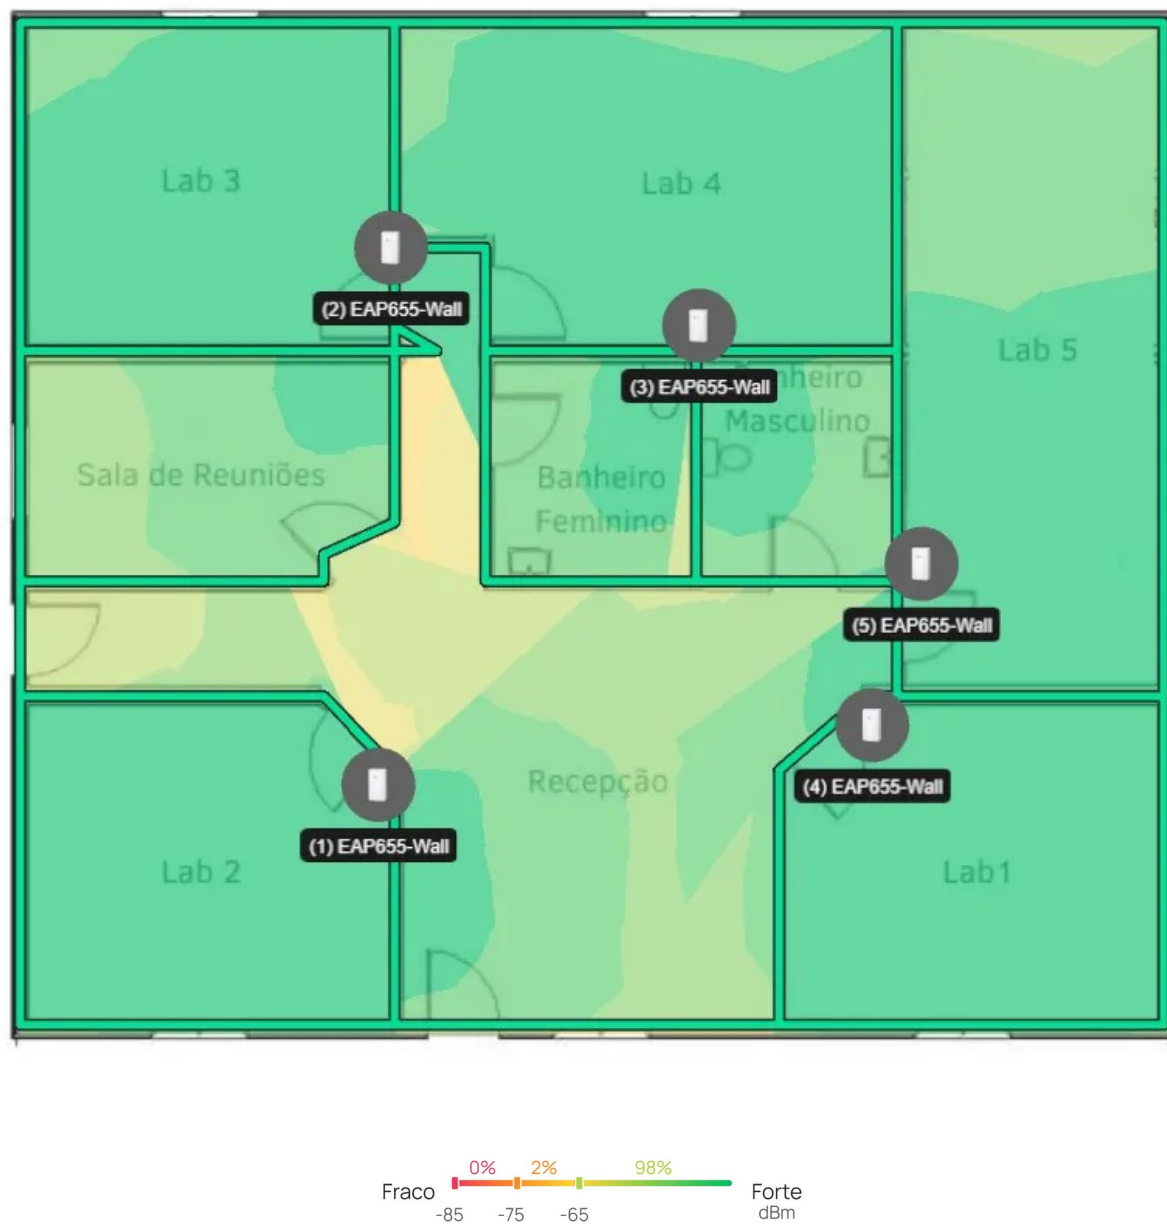 Lab 3
Lab 4
(2) EAP655-Wall
(3) EAP655-Wall
Lab 5
nheiro
Masculino
Sala de Reuniões
Banheiro
Feminino
(5) EAP655-Wall
Recepção
(4) EAP655-Wall
(1) EAP655-Wall
Lab 2
Lab1
0% 2% 98%
Fraco Forte
-85 -75 -65 dBm